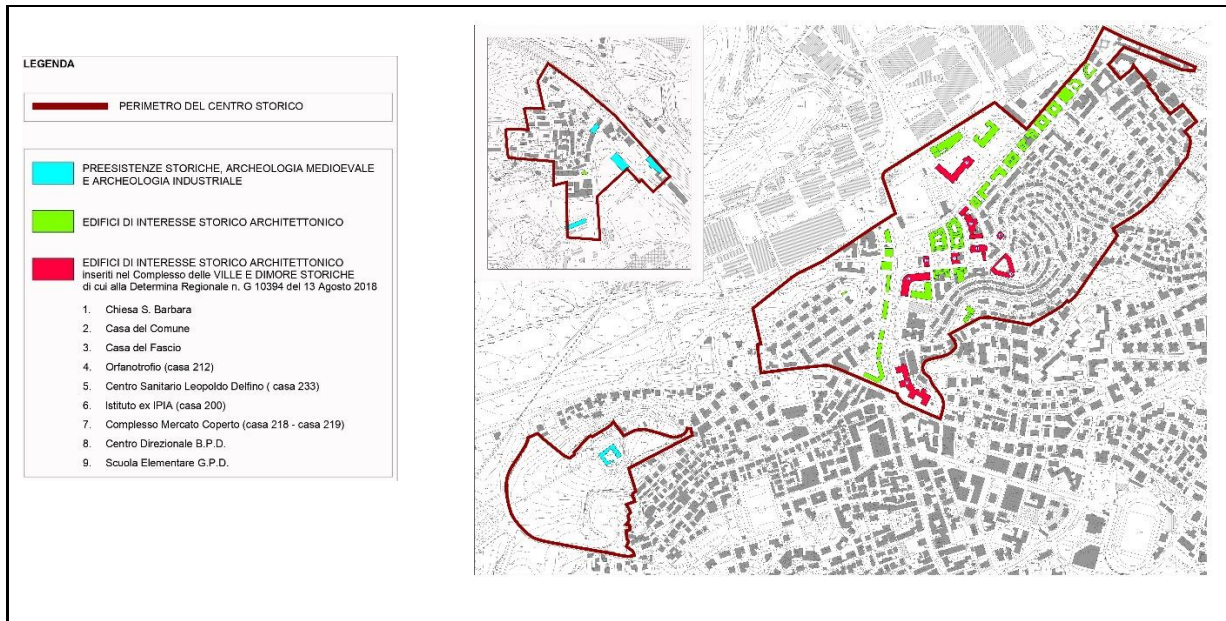 LEGENDA
PERIMETRO DEL CENTRO STORICO
PREESISTENZE STORICHE, ARCHEOLOGIA MEDIOEVALE
E ARCHEOLOGIA INDUSTRIALE
EDIFICI DI INTERESSE STORICO ARCHITETTONICO
EDIFICI DI INTERESSE STORICO ARCHITETTONICO
inseriti nel Complesso delle VILLE E DIMORE STORICHE
di cui alla Determina Regionale n. G 10394 del 13 Agosto 2018
1. Chiesa S. Barbara
2. Casa del Comune
3. Casa del Fascio
4. Orfanotrofio (casa 212)
5. Centro Sanitario Leopoldo Delfino ( casa 233)
6. Istituto ex IPIA (casa 200)
7. Complesso Mercato Coperto (casa 218 - casa 219)
8. Centro Direzionale B.P.D.
9. Scuola Elementare G.P.D.